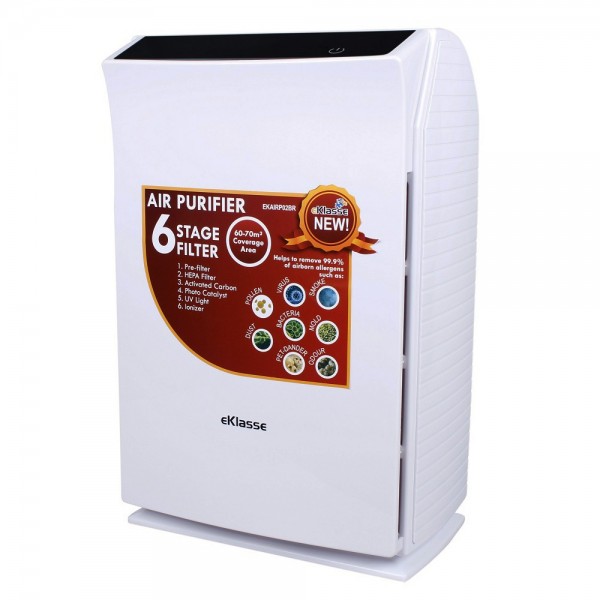 AIR PURIFIER
EKAIRP02BR
eKlasse
NEW!
6 STAGE
FILTER
60-70m²
Coverage
Area
Helps to remove 99.9%
of airborn allergens
such as:
1. Pre-filter
2. HEPA Filter
3. Activated Carbon
4. Photo Catalyst
5. UV Light
6. Ionizer
POLLEN
VIRUS
SMOKE
DUST
BACTERIA
MOLD
PET-DANDER
ODOUR
eKlasse